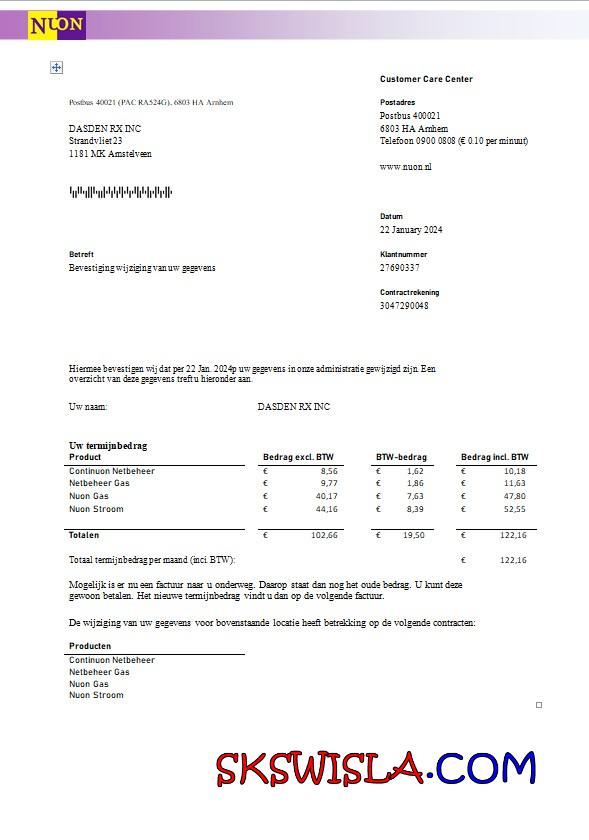 NUON
Customer Care Center
Postbus 40021 (PAC RA524G), 6803 HA Arnhem
Postadres
Postbus 400021
DASDEN RX INC
6803 HA Arnhem
Strandvliet 23
Telefoon 0900 0808 (€ 0.10 per minuut)
1181 MK Amstelveen
www.nuon.nl
Datum
22 January 2024
Betreft
Klantnummer
Bevestiging wijziging van uw gegevens
27690337
Contractrekening
3047290048
Hiermee bevestigen wij dat per 22 Jan. 2024p uw gegevens in onze administratie gewijzigd zijn. Een
overzicht van deze gegevens treft u hieronder aan.
Uw naam: DASDEN RX INC
Uw termijnbedrag
Product Bedrag excl. BTW BTW-bedrag Bedrag incl. BTW
Continuon Netbeheer € 8,56 € 1,62 € 10,18
Netbeheer Gas € 9,77 € 1,86 € 11,63
Nuon Gas € 40,17 € 7,63 € 47,80
Nuon Stroom € 44,16 € 8,39 € 52,55
Totalen € 102,66 € 19,50 € 122,16
Totaal termijnbedrag per maand (incl. BTW): € 122,16
Mogelijk is er nu een factuur naar u onderweg. Daarop staat dan nog het oude bedrag. U kunt deze
gewoon betalen. Het nieuwe termijnbedrag vindt u dan op de volgende factuur.
De wijziging van uw gegevens voor bovenstaande locatie heeft betrekking op de volgende contracten:
Producten
Continuon Netbeheer
Netbeheer Gas
Nuon Gas
Nuon Stroom
SKSWISLA.COM